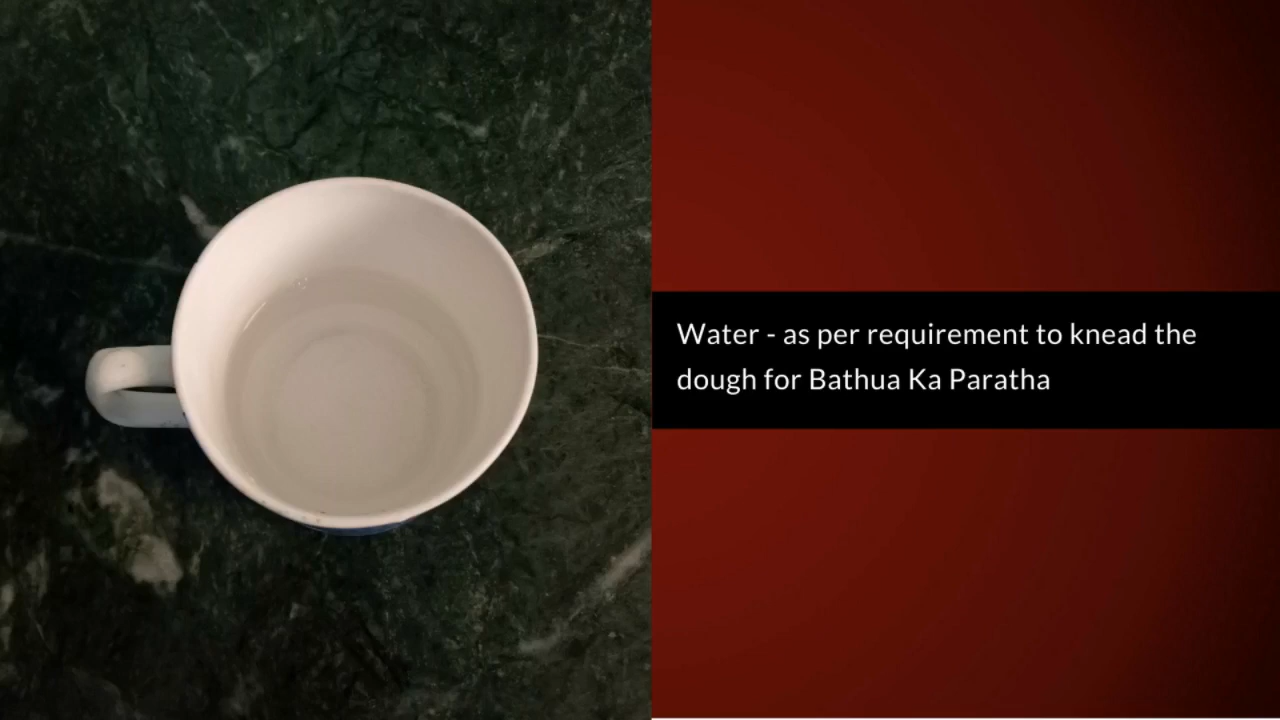 Water - as per requirement to knead the
dough for Bathua Ka Paratha